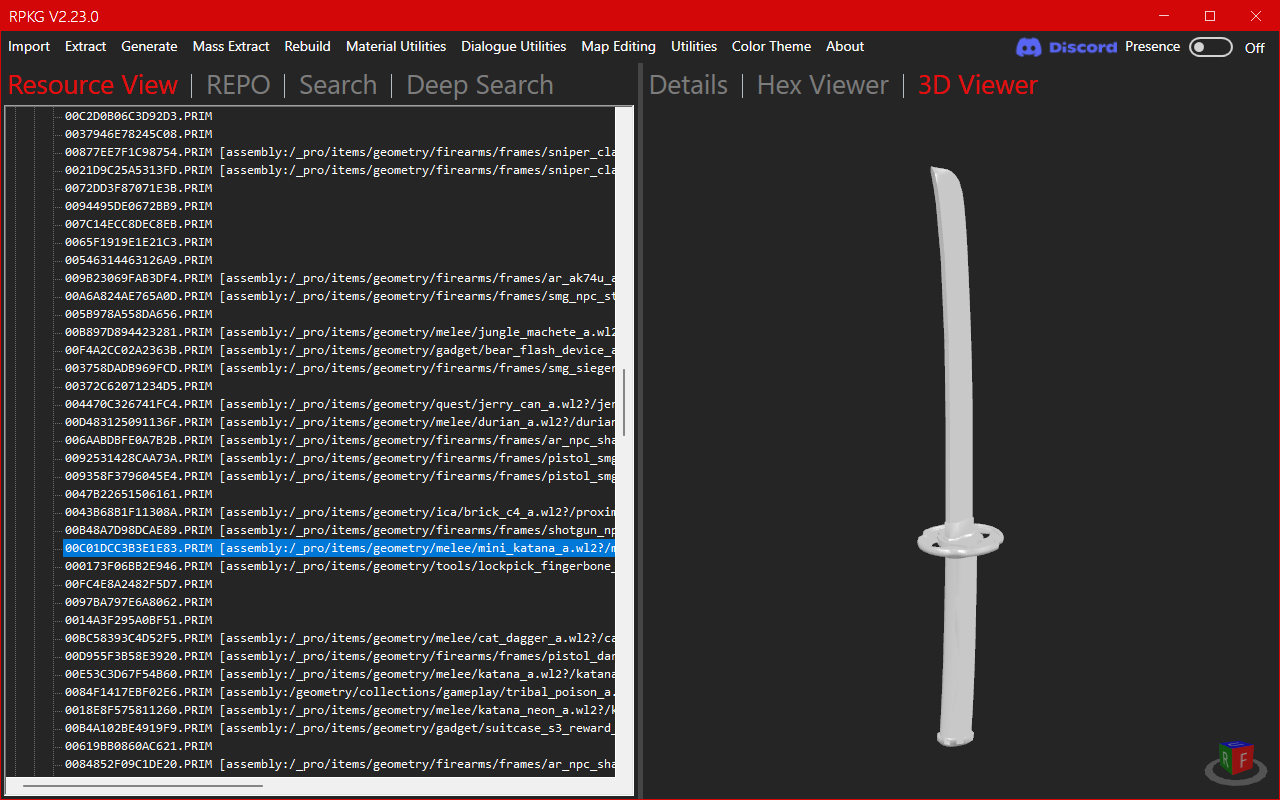 RPKG V2.23.0
Import Extract Generate Mass Extract Rebuild Material Utilities Dialogue Utilities Map Editing Utilities Color Theme About Discord Presence Off
Resource View | REPO | Search | Deep Search
Details | Hex Viewer | 3D Viewer
00C2D0B06C3D92D3.PRIM
0037946E78245C08.PRIM
00877EE7F1C98754.PRIM [assembly:/_pro/items/geometry/firearms/frames/sniper_cla
0021D9C25A5313FD.PRIM [assembly:/_pro/items/geometry/firearms/frames/sniper_cla
0072DD3F87071E3B.PRIM
0094495DE0672BB9.PRIM
007C14ECC8DEC8EB.PRIM
0065F1919E1E21C3.PRIM
00546314463126A9.PRIM
009B23069FAB3DF4.PRIM [assembly:/_pro/items/geometry/firearms/frames/ar_ak74u_a
00A6A824AE765A0D.PRIM [assembly:/_pro/items/geometry/firearms/frames/smg_npc_st
005B978A558DA656.PRIM
00B897D894423281.PRIM [assembly:/_pro/items/geometry/melee/jungle_machete_a.wl2
00F4A2CC02A2363B.PRIM [assembly:/_pro/items/geometry/gadget/bear_flash_device_a
003758DADB969FCD.PRIM [assembly:/_pro/items/geometry/firearms/frames/smg_sieger
00372C62071234D5.PRIM
004470C326741FC4.PRIM [assembly:/_pro/items/geometry/quest/jerry_can_a.wl2?/jer
00D483125091136F.PRIM [assembly:/_pro/items/geometry/melee/durian_a.wl2?/durian
006AABDBFE0A7B2B.PRIM [assembly:/_pro/items/geometry/firearms/frames/ar_npc_sha
0092531428CAA73A.PRIM [assembly:/_pro/items/geometry/firearms/frames/pistol_smg
009358F3796045E4.PRIM [assembly:/_pro/items/geometry/firearms/frames/pistol_smg
0047B22651506161.PRIM
0043B68B1F11308A.PRIM [assembly:/_pro/items/geometry/ica/brick_c4_a.wl2?/proxim
00B48A7D98DCAE89.PRIM [assembly:/_pro/items/geometry/firearms/frames/shotgun_np
00C01DCC3B3E1E83.PRIM [assembly:/_pro/items/geometry/melee/mini_katana_a.wl2?/m
000173F06BB2E946.PRIM [assembly:/_pro/items/geometry/tools/lockpick_fingerbone_
00FC4E8A2482F5D7.PRIM
0097BA797E6A8062.PRIM
0014A3F295A0BF51.PRIM
00BC58393C4D52F5.PRIM [assembly:/_pro/items/geometry/melee/cat_dagger_a.wl2?/ca
00D955F3B58E3920.PRIM [assembly:/_pro/items/geometry/firearms/frames/pistol_dar
00E53C3D67F54B60.PRIM [assembly:/_pro/items/geometry/melee/katana_a.wl2?/katana
0084F1417EBF02E6.PRIM [assembly:/geometry/collections/gameplay/tribal_poison_a.
0018E8F575811260.PRIM [assembly:/_pro/items/geometry/melee/katana_neon_a.wl2?/k
00B4A102BE4919F9.PRIM [assembly:/_pro/items/geometry/gadget/suitcase_s3_reward_
00619BB0860AC621.PRIM
0084852F09C1DE20.PRIM [assembly:/_pro/items/geometry/firearms/frames/ar_npc_sha
R F